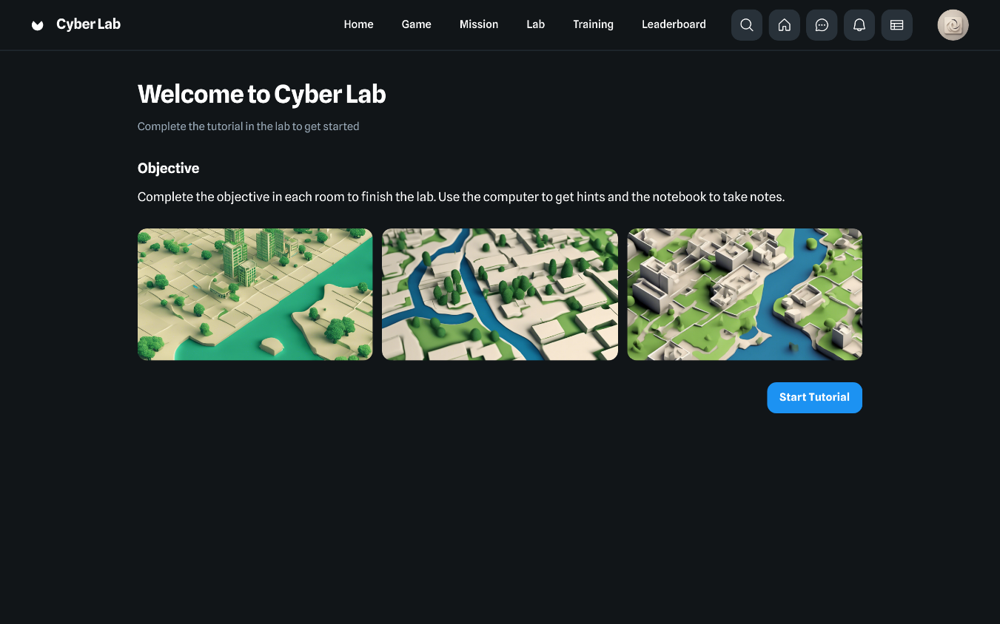 Cyber Lab
Home
Game
Mission
Lab
Training
Leaderboard
Welcome to Cyber Lab
Complete the tutorial in the lab to get started
Objective
Complete the objective in each room to finish the lab. Use the computer to get hints and the notebook to take notes.
Start Tutorial